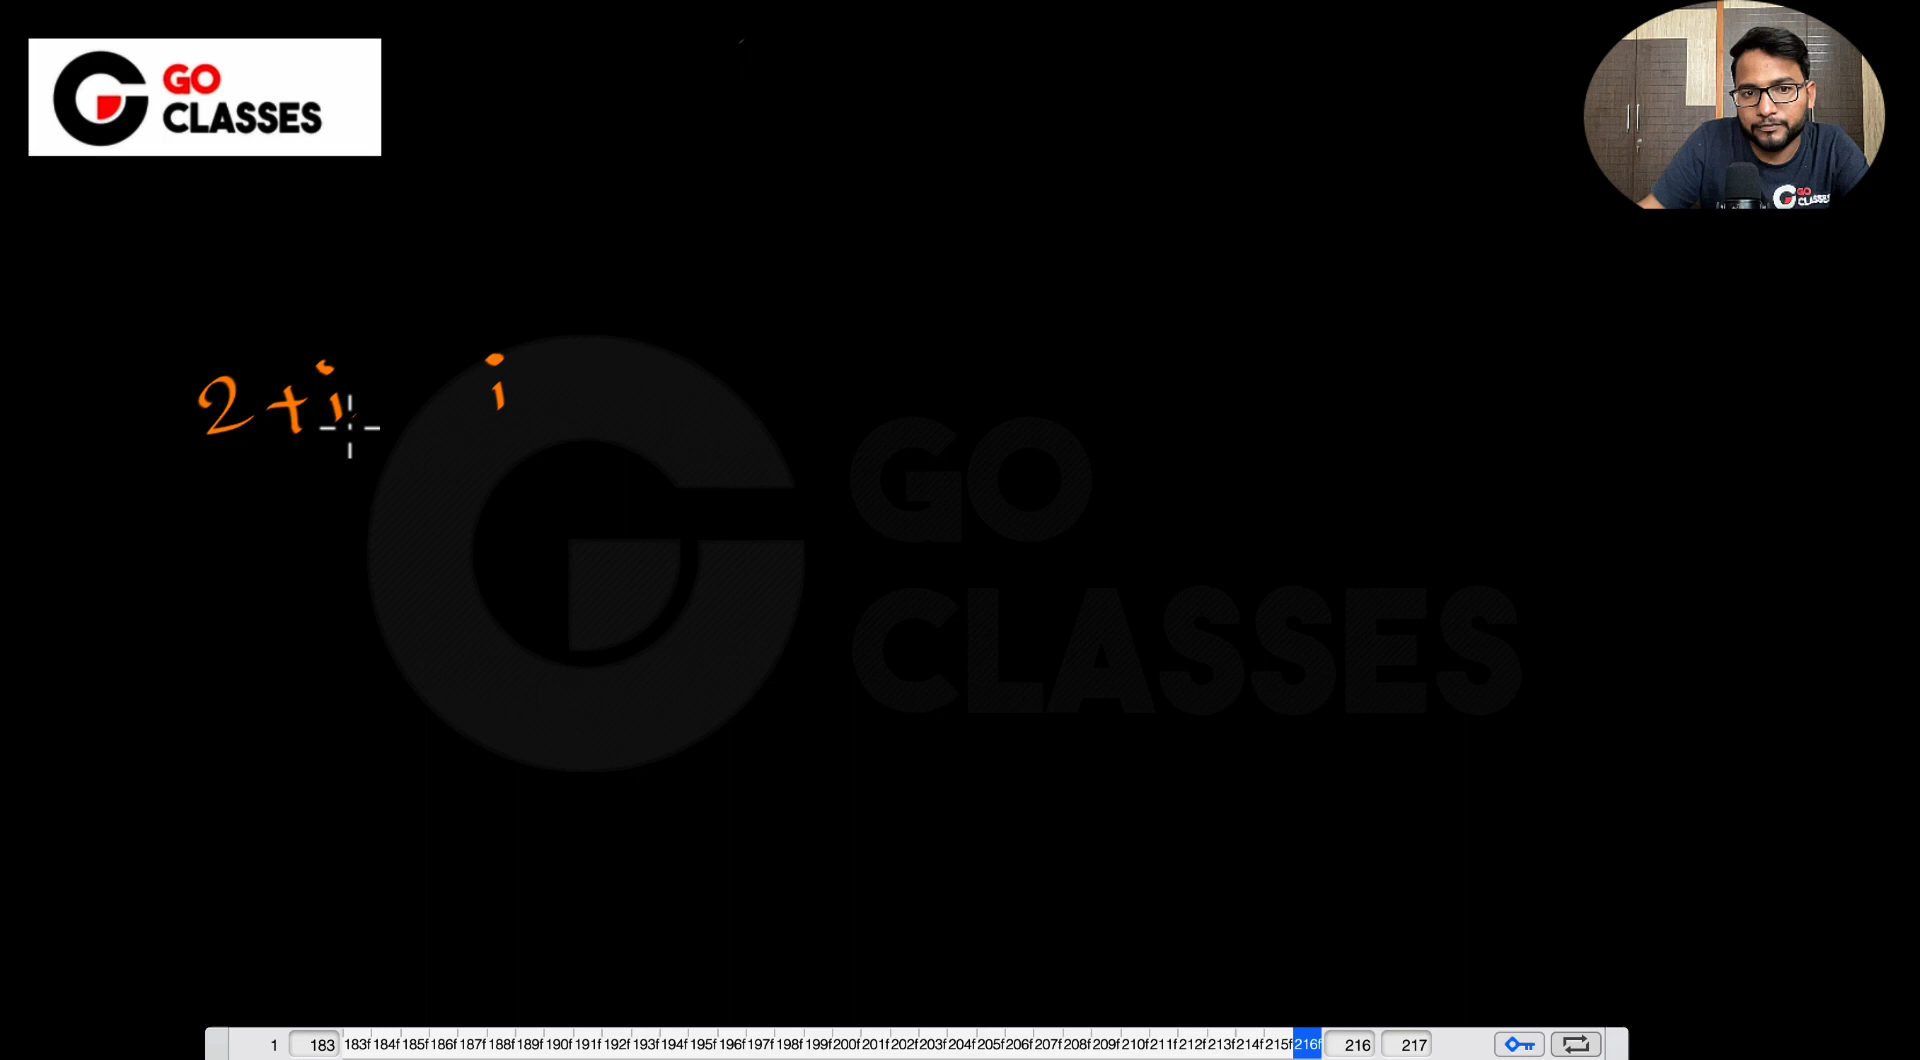 GO
CLASSES
GO
CLASSES
2+i i
GO
CLASSES
1 183 183f 184f 185f 186f 187f 188f 189f 190f 191f 192f 193f 194f 195f 196f 197f 198f 199f 200f 201f 202f 203f 204f 205f 206f 207f 208f 209f 210f 211f 212f 213f 214f 215f 216f 216 217